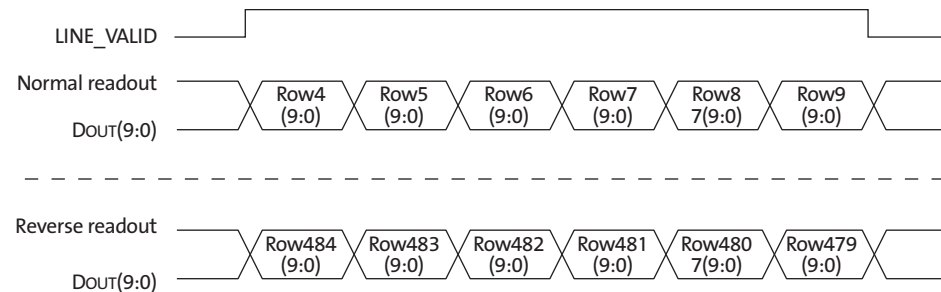 LINE_VALID
Normal readout
Row4 Row5 Row6 Row7 Row8 Row9
(9:0) (9:0) (9:0) (9:0) 7(9:0) (9:0)
DOUT(9:0)
Reverse readout
Row484 Row483 Row482 Row481 Row480 Row479
(9:0) (9:0) (9:0) (9:0) 7(9:0) (9:0)
DOUT(9:0)